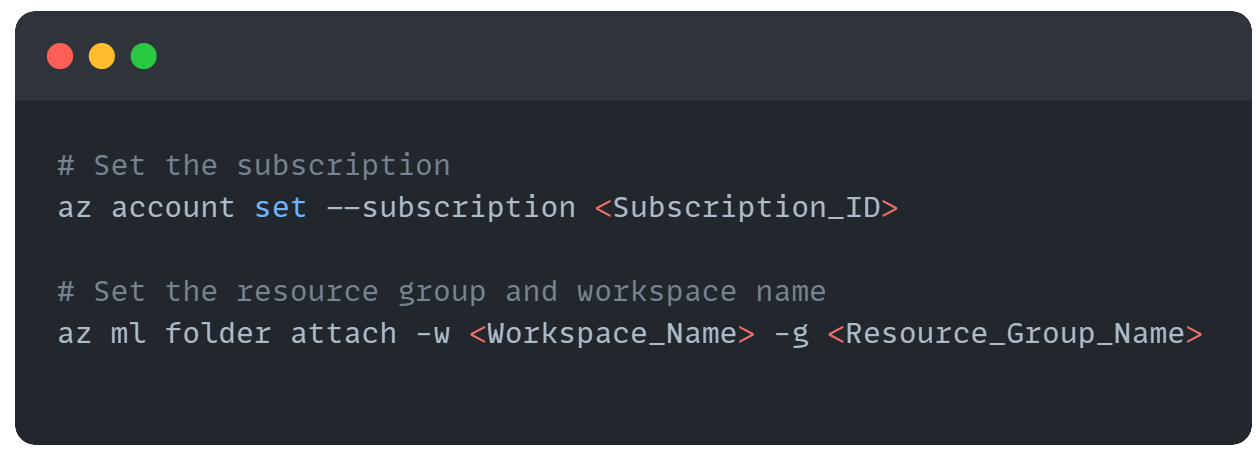 # Set the subscription
az account set --subscription <Subscription_ID>
# Set the resource group and workspace name
az ml folder attach -w <Workspace_Name> -g <Resource_Group_Name>